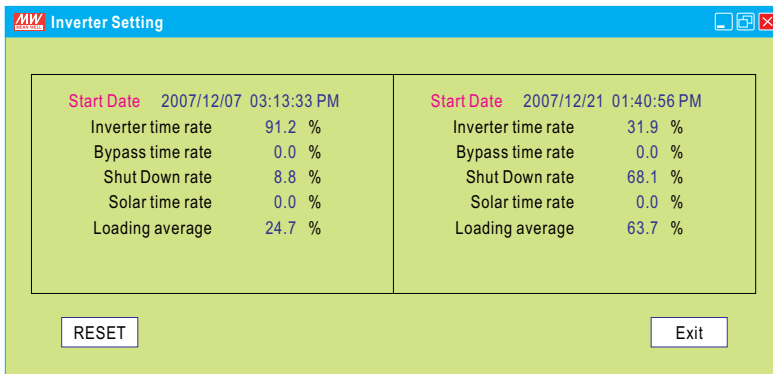 MW MEAN WELL Inverter Setting
Start Date 2007/12/07 03:13:33 PM
Inverter time rate 91.2 %
Bypass time rate 0.0 %
Shut Down rate 8.8 %
Solar time rate 0.0 %
Loading average 24.7 %
Start Date 2007/12/21 01:40:56 PM
Inverter time rate 31.9 %
Bypass time rate 0.0 %
Shut Down rate 68.1 %
Solar time rate 0.0 %
Loading average 63.7 %
RESET
Exit